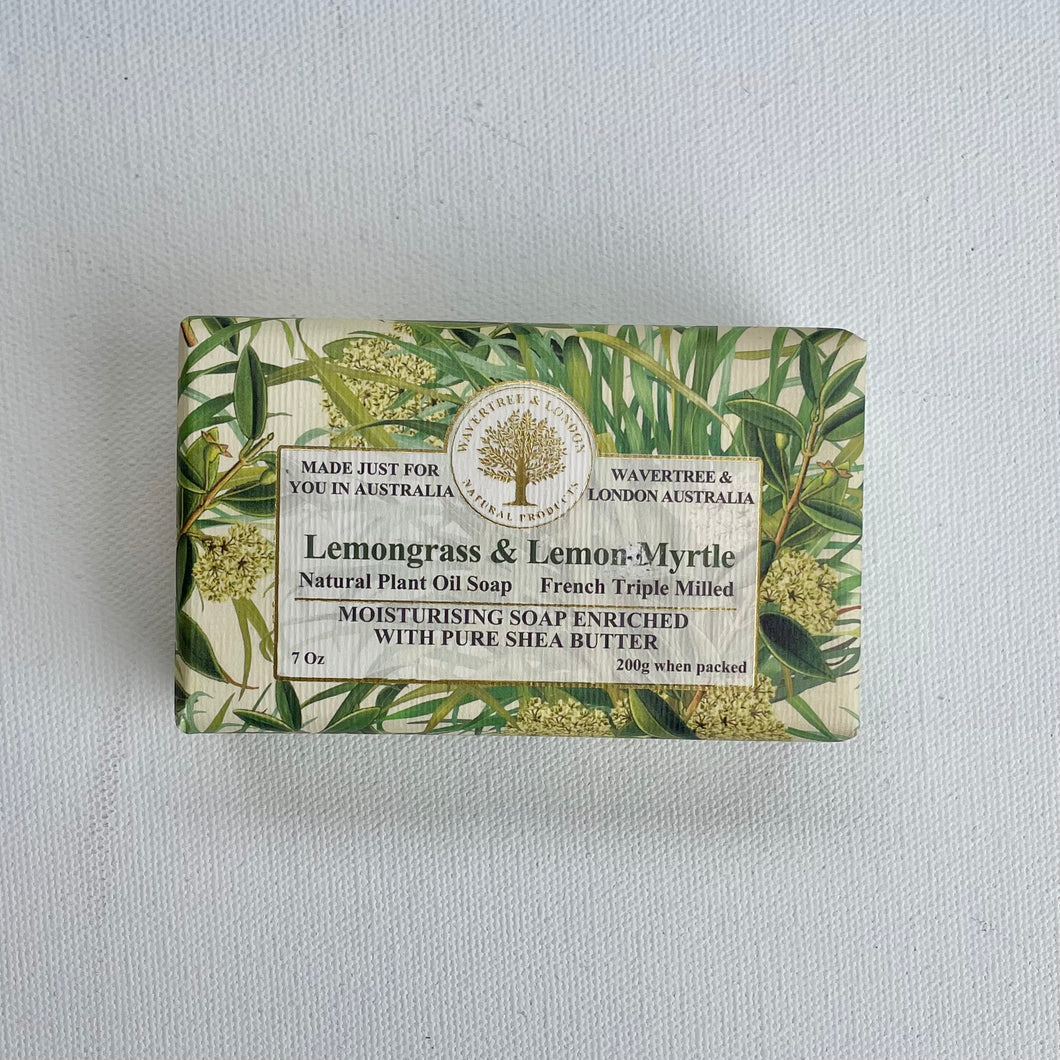 WAVERTREE & LONDON
NATURAL PRODUCTS
MADE JUST FOR
YOU IN AUSTRALIA
WAVERTREE &
LONDON AUSTRALIA
Lemongrass & Lemon Myrtle
Natural Plant Oil Soap French Triple Milled
MOISTURISING SOAP ENRICHED
WITH PURE SHEA BUTTER
7 Oz 200g when packed